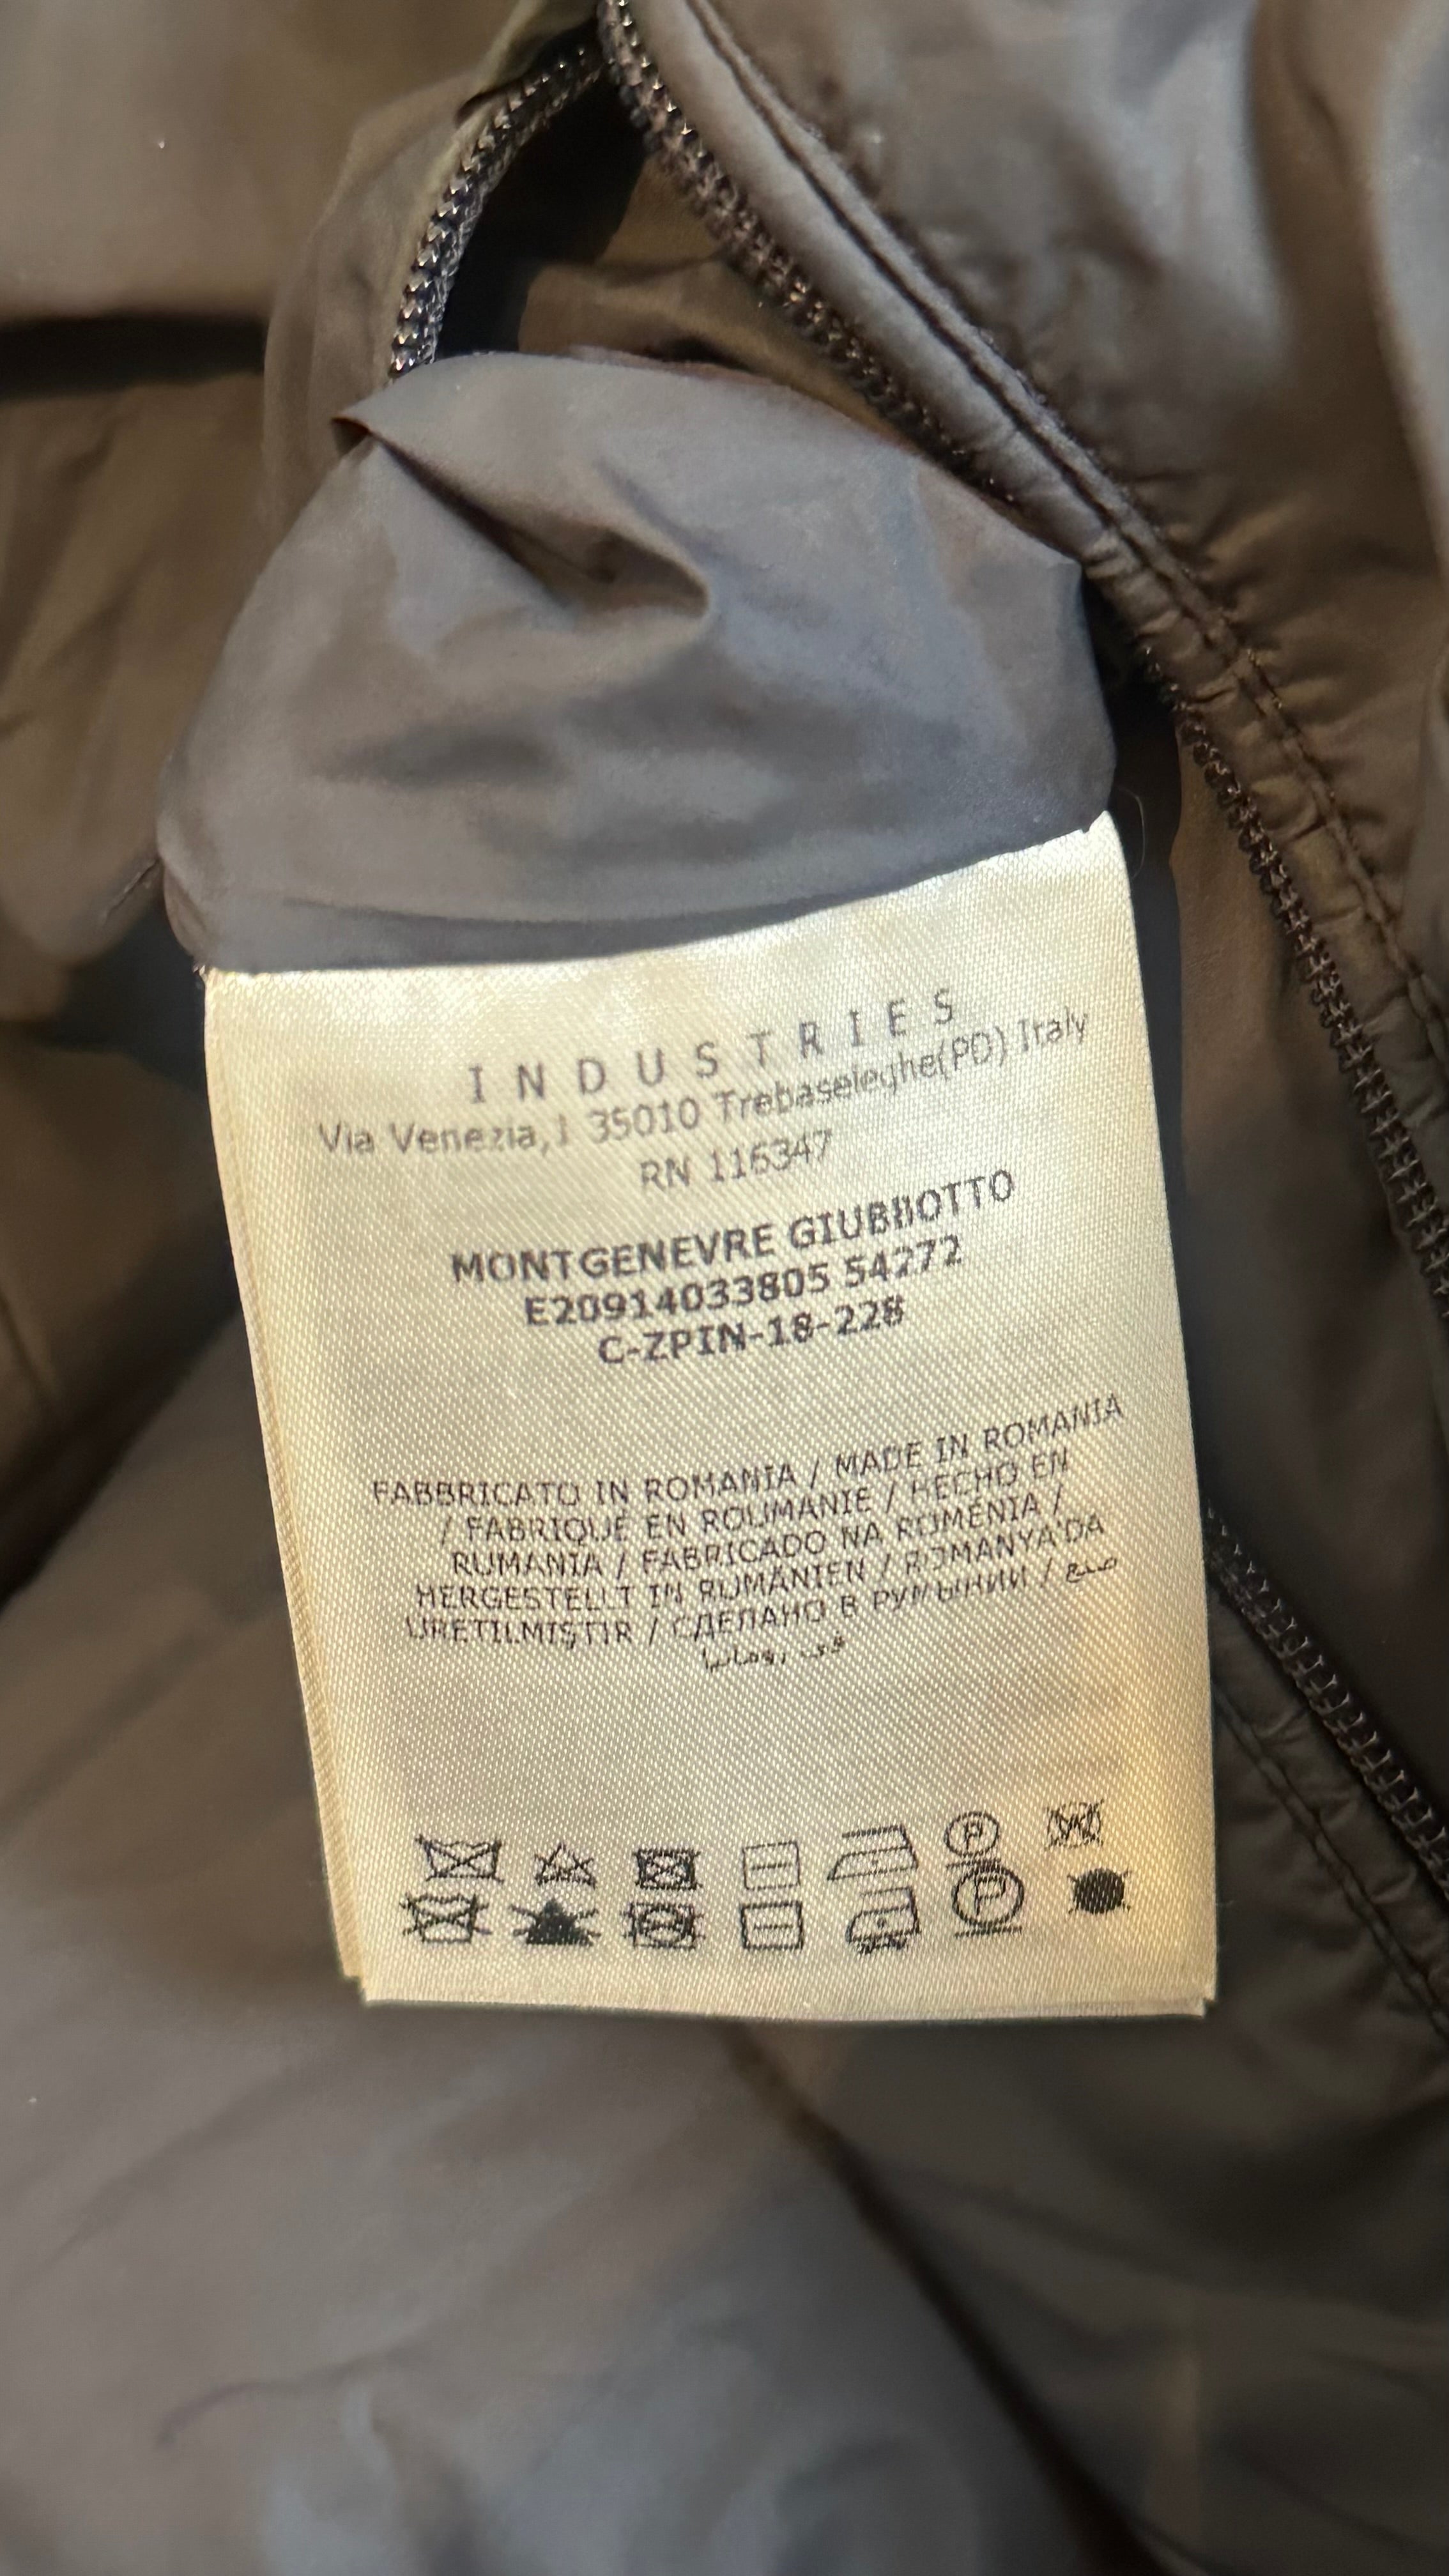 INDUSTRIES
Via Venezia,1 35010 Trebaseleghe(PD) Italy
RN 116347
MONTGENEVRE GIUBBOTTO
E20914033805 54272
C-ZPIN-18-228
FABBRICATO IN ROMANIA / MADE IN ROMANIA
/ FABRIQUÉ EN ROUMANIE / HECHO EN
RUMANIA / FABRICADO NA ROMÉNIA /
HERGESTELLT IN RUMÄNIEN / ROMANYA'DA
ÜRETILMIŞTIR / СДЕЛАНО В РУМЫНИИ / صنع
في رومانيا
P W
P